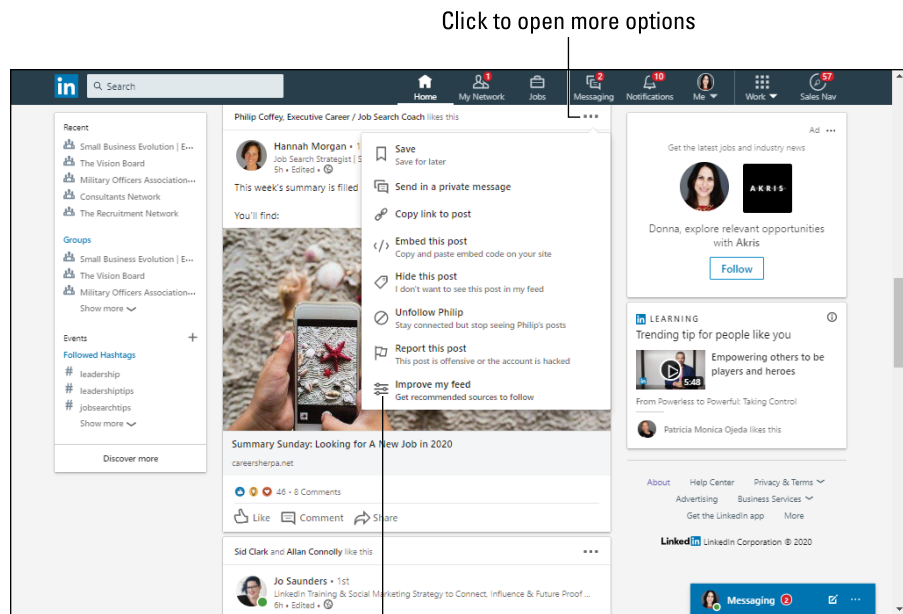 Click to open more options
in
Search
Home
1
My Network
Jobs
2
Messaging
10
Notifications
Me
Work
57
Sales Nav
Recent
Small Business Evolution | E...
The Vision Board
Military Officers Association...
Consultants Network
The Recruitment Network
Groups
Small Business Evolution | E...
The Vision Board
Military Officers Association...
Show more
Events +
Followed Hashtags
# leadership
# leadershiptips
# jobsearchtips
Show more
Discover more
Philip Coffey, Executive Career / Job Search Coach likes this
Hannah Morgan • 1
Job Search Strategist | S
5h • Edited •
This week's summary is filled
You'll find:
Save
Save for later
Send in a private message
Copy link to post
Embed this post
Copy and paste embed code on your site
Hide this post
I don't want to see this post in my feed
Unfollow Philip
Stay connected but stop seeing Philip's posts
Report this post
This post is offensive or the account is hacked
Improve my feed
Get recommended sources to follow
Summary Sunday: Looking for A New Job in 2020
careersherpa.net
46 • 8 Comments
Like Comment Share
Sid Clark and Allan Connolly like this
Jo Saunders • 1st
LinkedIn Training & Social Marketing Strategy to Connect, Influence & Future Proof ...
6h • Edited •
Ad
Get the latest jobs and industry news
AKRIS
Donna, explore relevant opportunities
with Akris
Follow
in LEARNING
Trending tip for people like you
5:48
Empowering others to be
players and heroes
From Powerless to Powerful: Taking Control
Patricia Monica Ojeda likes this
About Help Center Privacy & Terms
Advertising Business Services
Get the LinkedIn app More
Linked in LinkedIn Corporation © 2020
Messaging 2